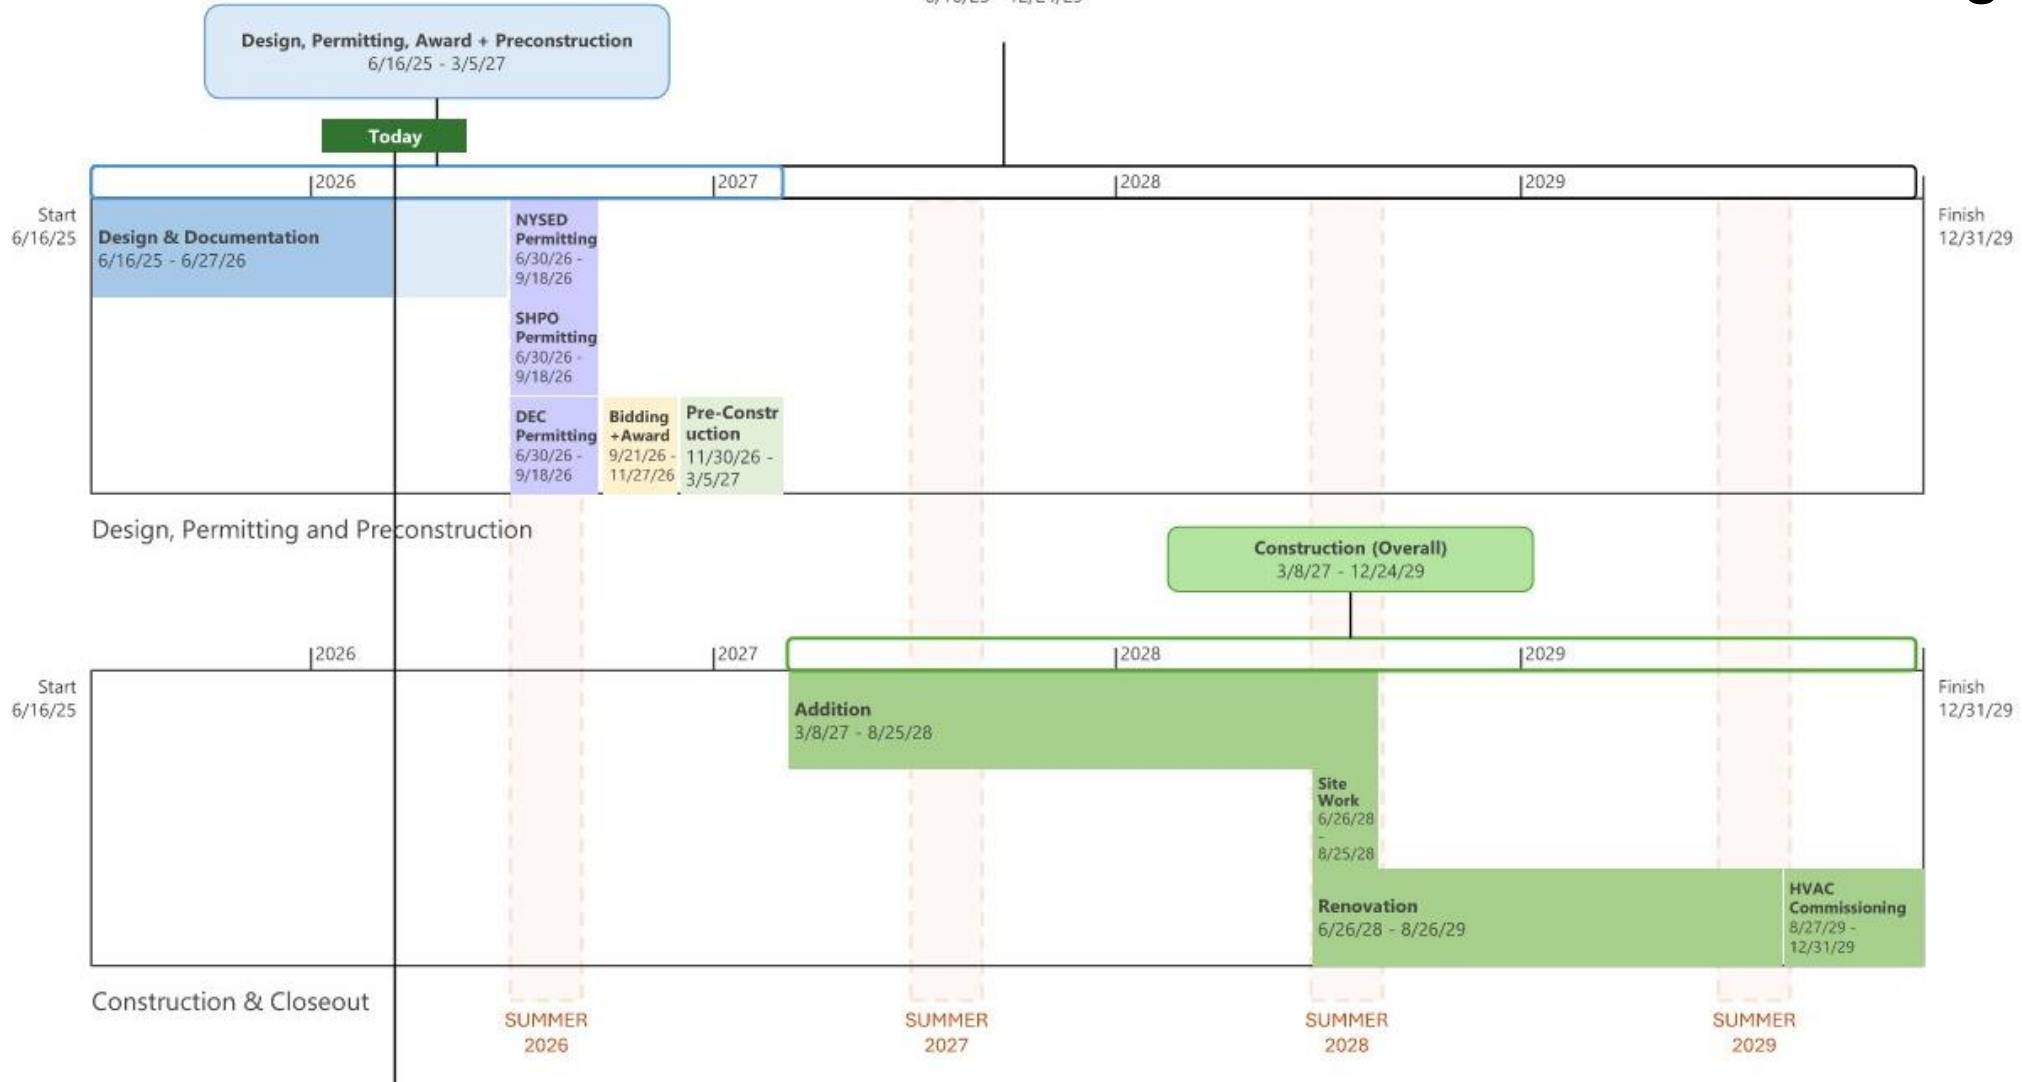 Design, Permitting, Award + Preconstruction
6/16/25 - 3/5/27
Today
2026
2027
2028
2029
Start
6/16/25
Finish
12/31/29
Design & Documentation
6/16/25 - 6/27/26
NYSED
Permitting
6/30/26 -
9/18/26
SHPO
Permitting
6/30/26 -
9/18/26
DEC
Permitting
6/30/26 -
9/18/26
Bidding
+Award
9/21/26 -
11/27/26
Pre-Constr
uction
11/30/26 -
3/5/27
Design, Permitting and Preconstruction
Construction (Overall)
3/8/27 - 12/24/29
2026
2027
2028
2029
Start
6/16/25
Finish
12/31/29
Addition
3/8/27 - 8/25/28
Site
Work
6/26/28
-
8/25/28
Renovation
6/26/28 - 8/26/29
HVAC
Commissioning
8/27/29 -
12/31/29
Construction & Closeout
SUMMER
2026
SUMMER
2027
SUMMER
2028
SUMMER
2029